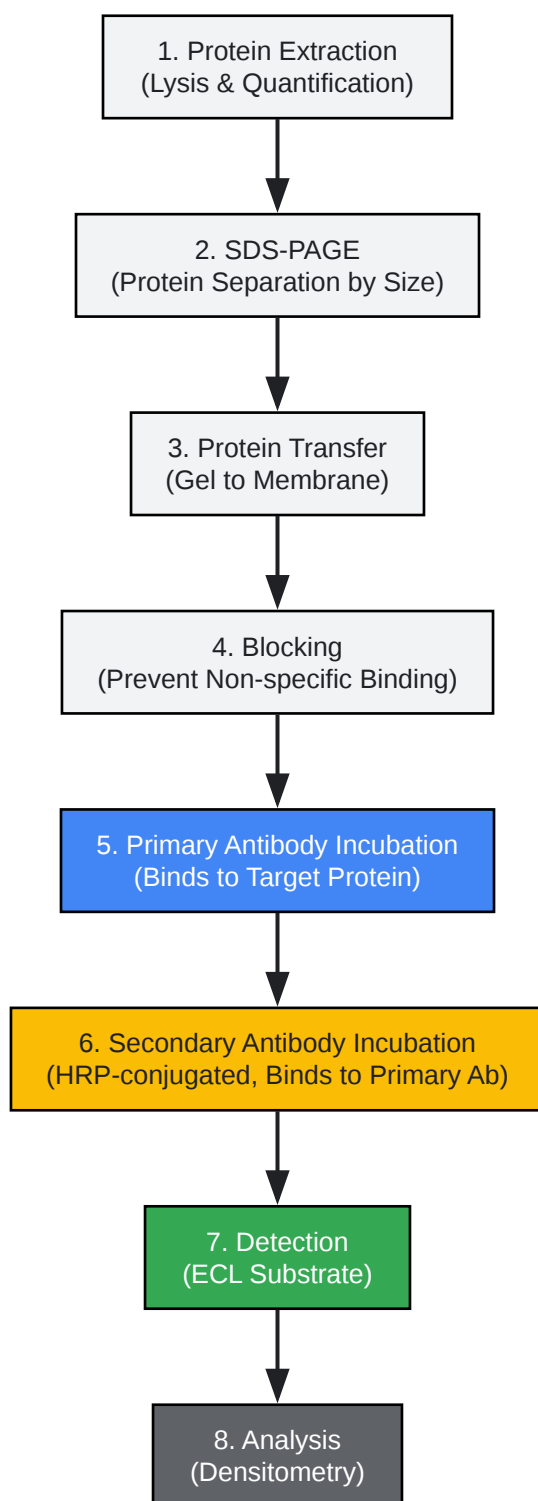 1. Protein Extraction
(Lysis & Quantification)
2. SDS-PAGE
(Protein Separation by Size)
3. Protein Transfer
(Gel to Membrane)
4. Blocking
(Prevent Non-specific Binding)
5. Primary Antibody Incubation
(Binds to Target Protein)
6. Secondary Antibody Incubation
(HRP-conjugated, Binds to Primary Ab)
7. Detection
(ECL Substrate)
8. Analysis
(Densitometry)